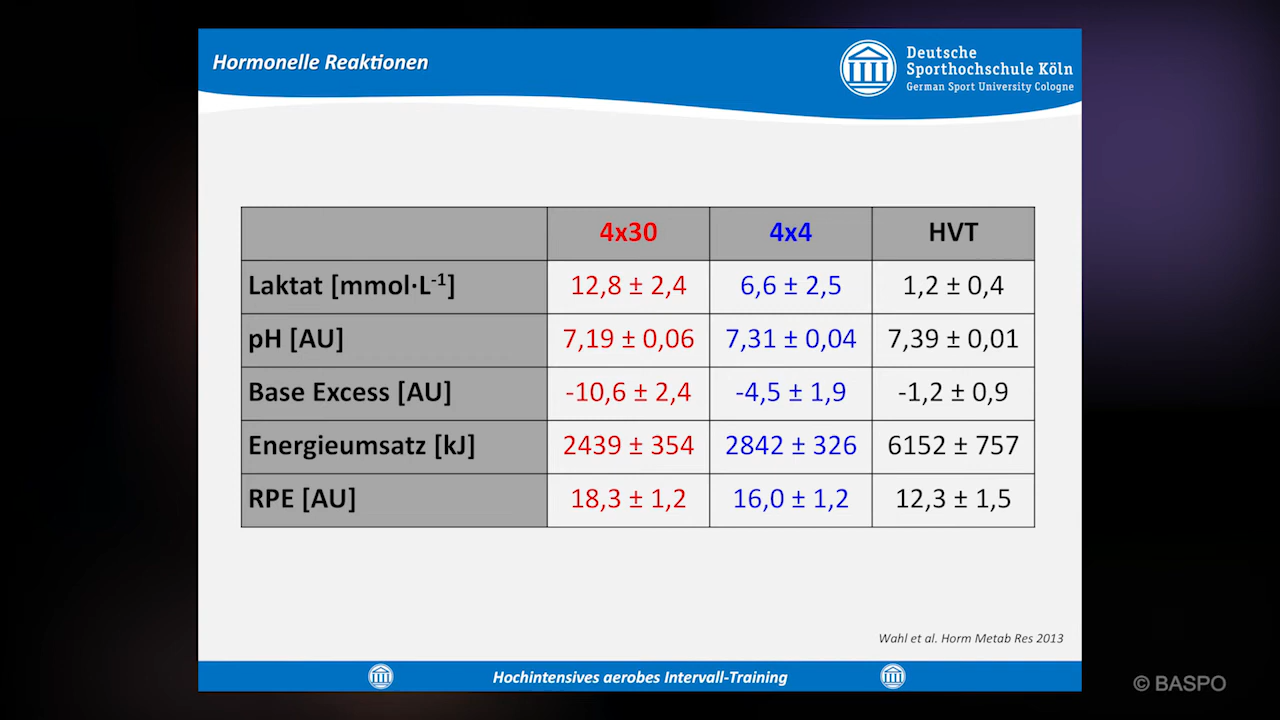 Hormonelle Reaktionen
Deutsche
Sporthochschule Köln
German Sport University Cologne
4x30 4x4 HVT
Laktat [mmol·L⁻¹] 12,8 ± 2,4 6,6 ± 2,5 1,2 ± 0,4
pH [AU] 7,19 ± 0,06 7,31 ± 0,04 7,39 ± 0,01
Base Excess [AU] -10,6 ± 2,4 -4,5 ± 1,9 -1,2 ± 0,9
Energieumsatz [kJ] 2439 ± 354 2842 ± 326 6152 ± 757
RPE [AU] 18,3 ± 1,2 16,0 ± 1,2 12,3 ± 1,5
Wahl et al. Horm Metab Res 2013
Hochintensives aerobes Intervall-Training
© BASPO